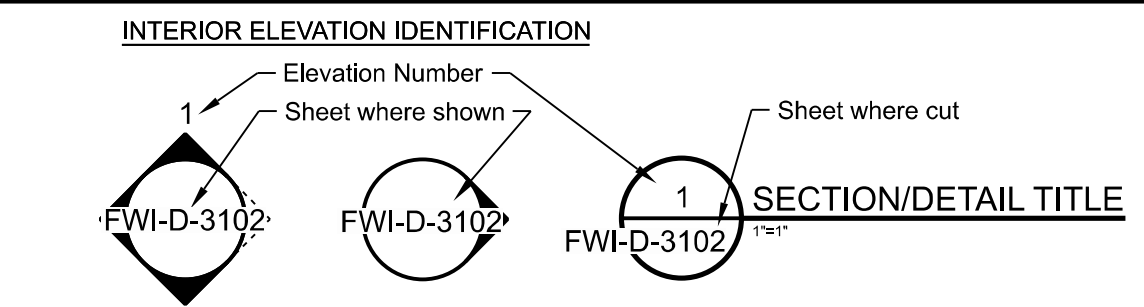 INTERIOR ELEVATION IDENTIFICATION
Elevation Number
1
Sheet where shown
Sheet where cut
1
SECTION/DETAIL TITLE
FWI-D-3102
FWI-D-3102
FWI-D-3102
1"=1"